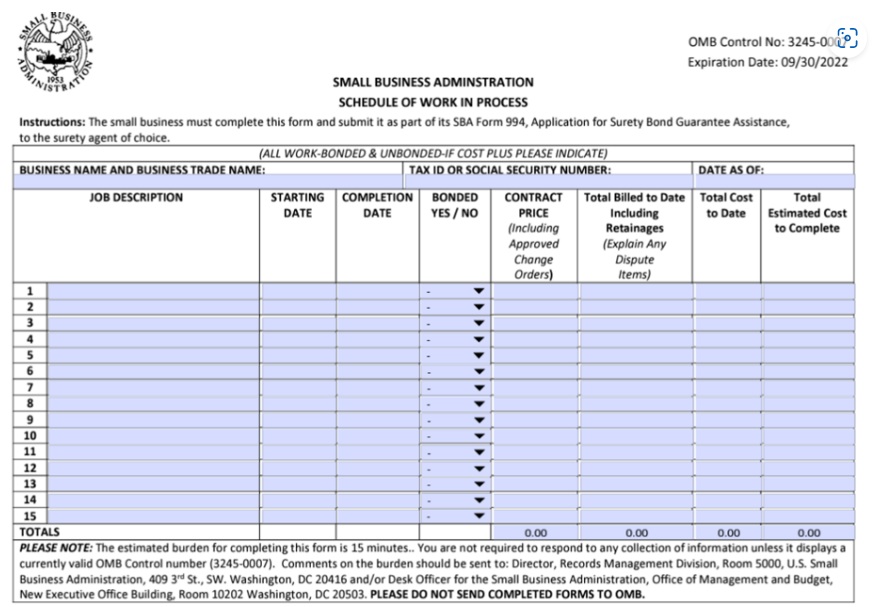 SMALL BUSINESS
ADMINISTRATION
1953
OMB Control No: 3245-000
Expiration Date: 09/30/2022
SMALL BUSINESS ADMINSTRATION
SCHEDULE OF WORK IN PROCESS
Instructions: The small business must complete this form and submit it as part of its SBA Form 994, Application for Surety Bond Guarantee Assistance,
to the surety agent of choice.
(ALL WORK-BONDED & UNBONDED-IF COST PLUS PLEASE INDICATE)
BUSINESS NAME AND BUSINESS TRADE NAME: TAX ID OR SOCIAL SECURITY NUMBER: DATE AS OF:
JOB DESCRIPTION STARTING COMPLETION BONDED CONTRACT Total Billed to Date Total Cost Total
DATE DATE YES / NO PRICE Including to Date Estimated Cost
(Including Retainages to Complete
Approved (Explain Any
Change Dispute
Orders) Items)
1 -
2 -
3 -
4 -
5 -
6 -
7 -
8 -
9 -
10 -
11 -
12 -
13 -
14 -
15 -
TOTALS 0.00 0.00 0.00 0.00
PLEASE NOTE: The estimated burden for completing this form is 15 minutes.. You are not required to respond to any collection of information unless it displays a
currently valid OMB Control number (3245-0007). Comments on the burden should be sent to: Director, Records Management Division, Room 5000, U.S. Small
Business Administration, 409 3rd St., SW. Washington, DC 20416 and/or Desk Officer for the Small Business Administration, Office of Management and Budget,
New Executive Office Building, Room 10202 Washington, DC 20503. PLEASE DO NOT SEND COMPLETED FORMS TO OMB.